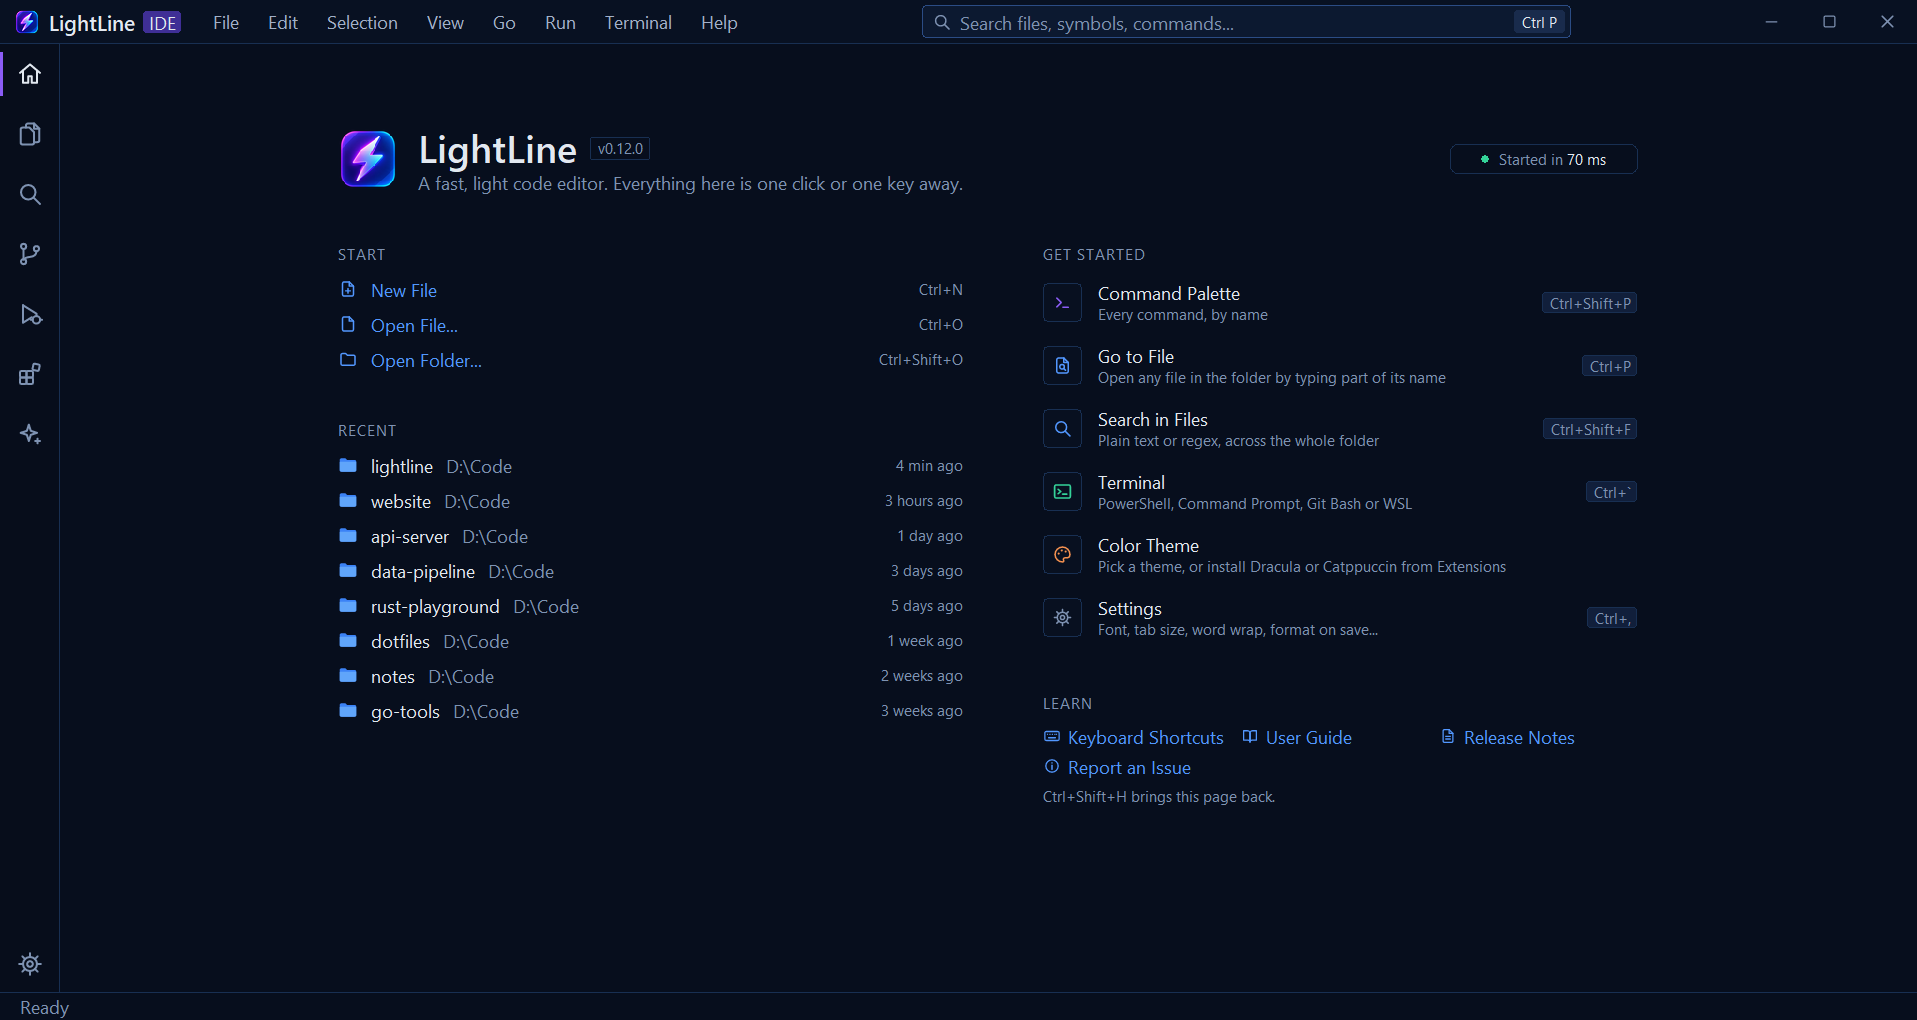 LightLine IDE File Edit Selection View Go Run Terminal Help Search files, symbols, commands... Ctrl P
LightLine v0.12.0
A fast, light code editor. Everything here is one click or one key away.
Started in 70 ms
START
New File Ctrl+N
Open File... Ctrl+O
Open Folder... Ctrl+Shift+O
RECENT
lightline D:\Code 4 min ago
website D:\Code 3 hours ago
api-server D:\Code 1 day ago
data-pipeline D:\Code 3 days ago
rust-playground D:\Code 5 days ago
dotfiles D:\Code 1 week ago
notes D:\Code 2 weeks ago
go-tools D:\Code 3 weeks ago
GET STARTED
Command Palette Ctrl+Shift+P
Every command, by name
Go to File Ctrl+P
Open any file in the folder by typing part of its name
Search in Files Ctrl+Shift+F
Plain text or regex, across the whole folder
Terminal Ctrl+`
PowerShell, Command Prompt, Git Bash or WSL
Color Theme
Pick a theme, or install Dracula or Catppuccin from Extensions
Settings Ctrl+,
Font, tab size, word wrap, format on save...
LEARN
Keyboard Shortcuts User Guide Release Notes
Report an Issue
Ctrl+Shift+H brings this page back.
Ready